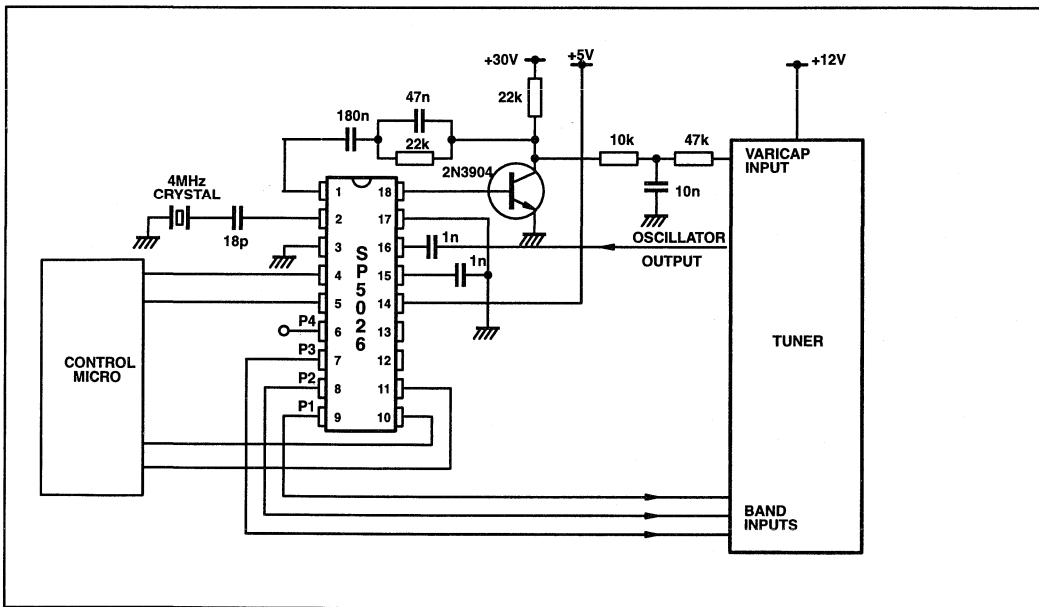 +30V
+5V
+12V
180n
47n
22k
22k
10k
47k
VARICAP
INPUT
2N3904
10n
4MHz
CRYSTAL
18p
1
2
3
4
5
6
7
8
9
18
17
16
15
14
13
12
11
10
SP5026
1n
1n
OSCILLATOR
OUTPUT
P4
P3
P2
P1
CONTROL
MICRO
TUNER
BAND
INPUTS